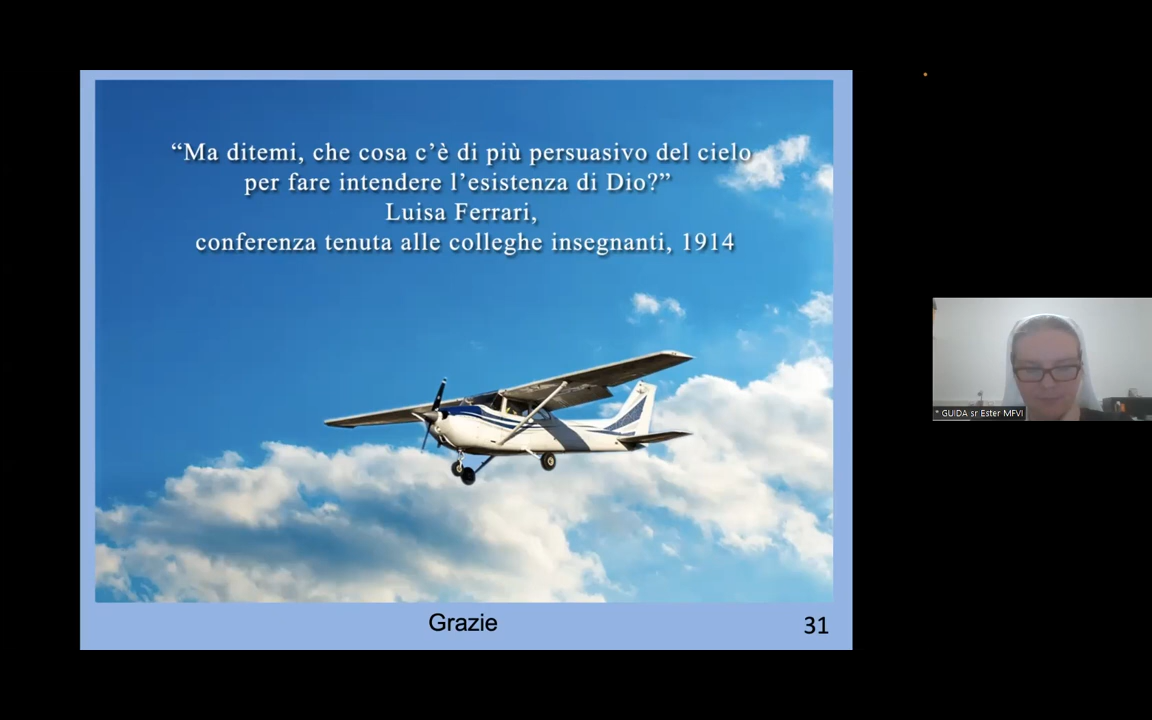 “Ma ditemi, che cosa c’è di più persuasivo del cielo
per fare intendere l’esistenza di Dio?”
Luisa Ferrari,
conferenza tenuta alle colleghe insegnanti, 1914
Grazie
31
* GUIDA sr Ester MFVI